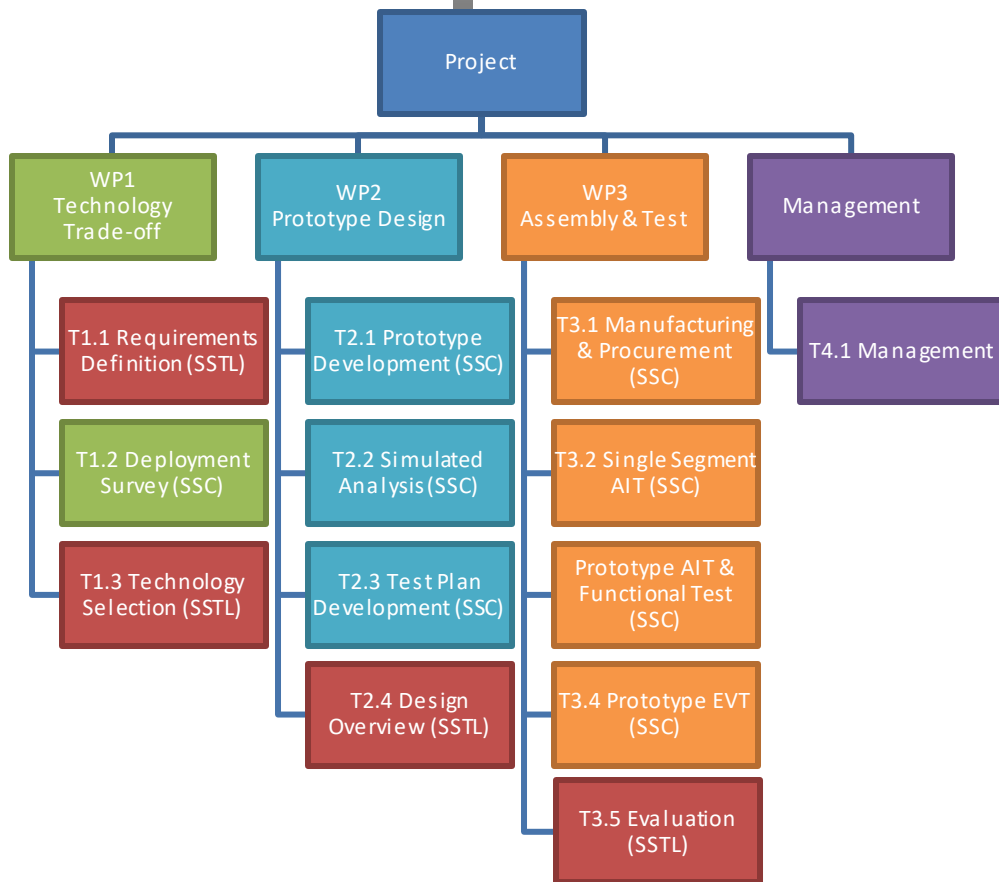 Project
WP1
Technology
Trade-off
WP2
Prototype Design
WP3
Assembly & Test
Management
T1.1 Requirements
Definition (SSTL)
T1.2 Deployment
Survey (SSC)
T1.3 Technology
Selection (SSTL)
T2.1 Prototype
Development (SSC)
T2.2 Simulated
Analysis (SSC)
T2.3 Test Plan
Development (SSC)
T2.4 Design
Overview (SSTL)
T3.1 Manufacturing
& Procurement
(SSC)
T3.2 Single Segment
AIT (SSC)
Prototype AIT &
Functional Test
(SSC)
T3.4 Prototype EVT
(SSC)
T3.5 Evaluation
(SSTL)
T4.1 Management